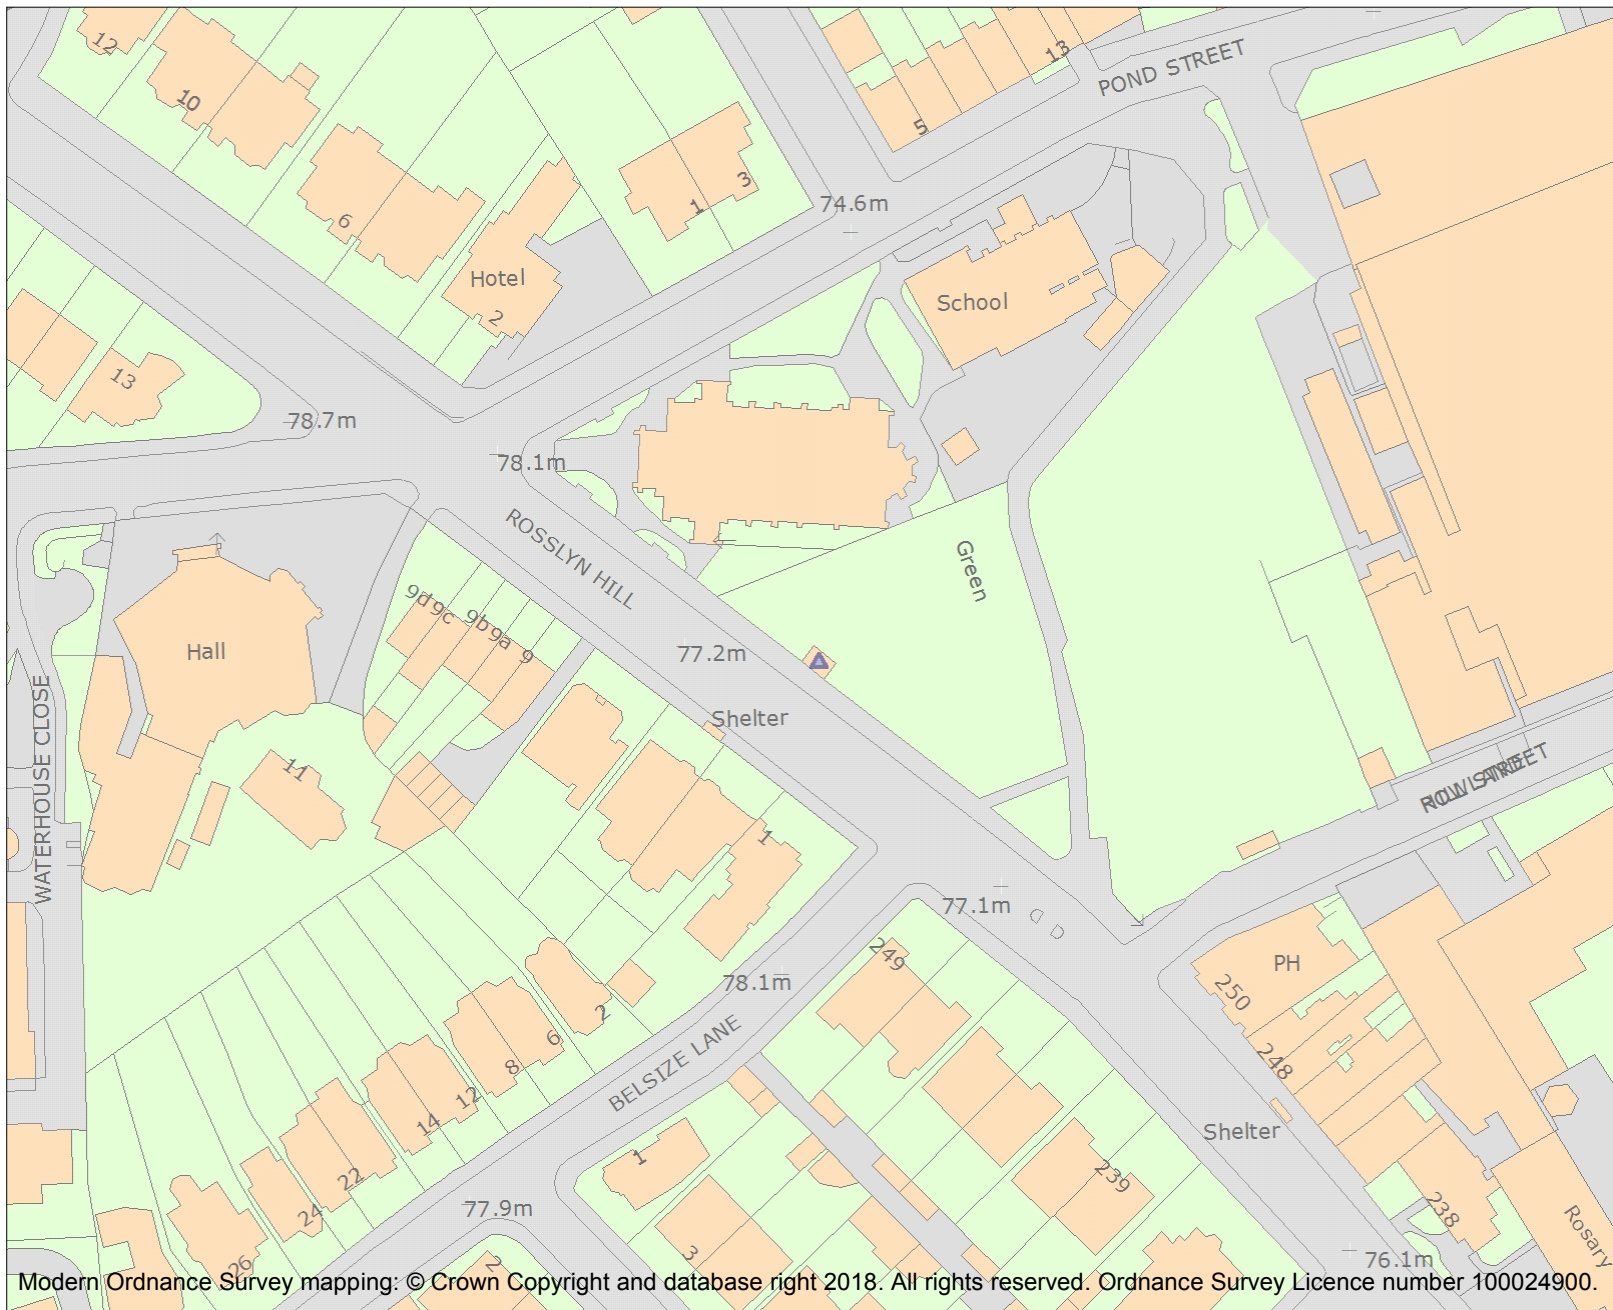 12
13
POND STREET
10
5
3
1
74.6m
6
Hotel
2
School
13
78.7m
78.1m
ROSSLYN HILL
Green
9d
9c
9b
9a
9
Hall
77.2m
Shelter
WATERHOUSE CLOSE
11
1
ROWLAND
HILL STREET
77.1m
249
PH
250
78.1m
2
6
8
12
14
BELSIZE LANE
248
Shelter
1
239
22
24
77.9m
238
Rosary
3
26
2
76.1m
Modern Ordnance Survey mapping: © Crown Copyright and database right 2018. All rights reserved. Ordnance Survey Licence number 100024900.